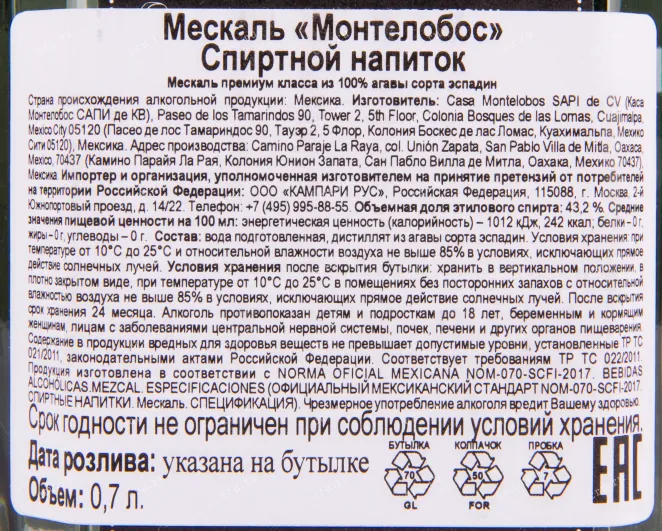 Мескаль «Монтелобос»
Спиртной напиток
Мескаль премиум класса из 100% агавы сорта эспадин
Страна происхождения алкогольной продукции: Мексика. Изготовитель: Casa Montelobos SAPI de CV (Каса
Монтелобос САПИ де КВ), Paseo de los Tamarindos 90, Tower 2, 5th Floor, Colonia Bosques de las Lomas, Cuajimalpa,
Mexico City 05120 (Пасео де лос Тамариндос 90, Тауэр 2, 5 Флор, Колония Боскес де лас Ломас, Куахимальпа, Мехико
Сити 05120), Мексика. Адрес производства: Camino Paraje La Raya, col. Unión Zapata, San Pablo Villa de Mitla, Oaxaca,
Mexico, 70437 (Камино Парайя Ла Рая, Колония Юнион Запата, Сан Пабло Вилла де Митла, Оахака, Мехико 70437),
Мексика Импортер и организация, уполномоченная изготовителем на принятие претензий от потребителей
на территории Российской Федерации: ООО «КАМПАРИ РУС», Российская Федерация, 115088, г. Москва, 2-й
Южнопортовый проезд, д. 14/22. Телефон: +7 (495) 995-88-55. Объемная доля этилового спирта: 43,2 %. Средние
значения пищевой ценности на 100 мл: энергетическая ценность (калорийность) – 1012 кДж, 242 ккал; белки – 0 г,
жиры – 0 г, углеводы – 0 г. Состав: вода подготовленная, дистиллят из агавы сорта эспадин. Условия хранения: при
температуре от 10°С до 25°С и относительной влажности воздуха не выше 85% в условиях, исключающих прямое
действие солнечных лучей. Условия хранения после вскрытия бутылки: хранить в вертикальном положении, в
плотно закрытом виде, при температуре от 10°С до 25°С в помещениях без посторонних запахов с относительной
влажностью воздуха не выше 85% в условиях, исключающих прямое действие солнечных лучей. После вскрытия
срок хранения 24 месяца. Алкоголь противопоказан детям и подросткам до 18 лет, беременным и кормящим
женщинам, лицам с заболеваниями центральной нервной системы, почек, печени и других органов пищеварения.
Содержание в продукции вредных для здоровья веществ не превышает допустимые уровни, установленные ТР ТС
021/2011, законодательными актами Российской Федерации. Соответствует требованиям ТР ТС 022/2011.
Продукция изготовлена в соответствии с NORMA OFICIAL MEXICANA NOM-070-SCFI-2017. BEBIDAS
ALCOHÓLICAS.MEZCAL. ESPECIFICACIONES (ОФИЦИАЛЬНЫЙ МЕКСИКАНСКИЙ СТАНДАРТ NOM-070-SCFI-2017.
СПИРТНЫЕ НАПИТКИ. Мескаль. СПЕЦИФИКАЦИЯ). Чрезмерное употребление алкоголя вредит Вашему здоровью.
Срок годности не ограничен при соблюдении условий хранения.
Дата розлива: указана на бутылке
Объем: 0,7 л.
БУТЫЛКА КОЛПАЧОК ПРОБКА
70 50 7
GL FOR
EAC